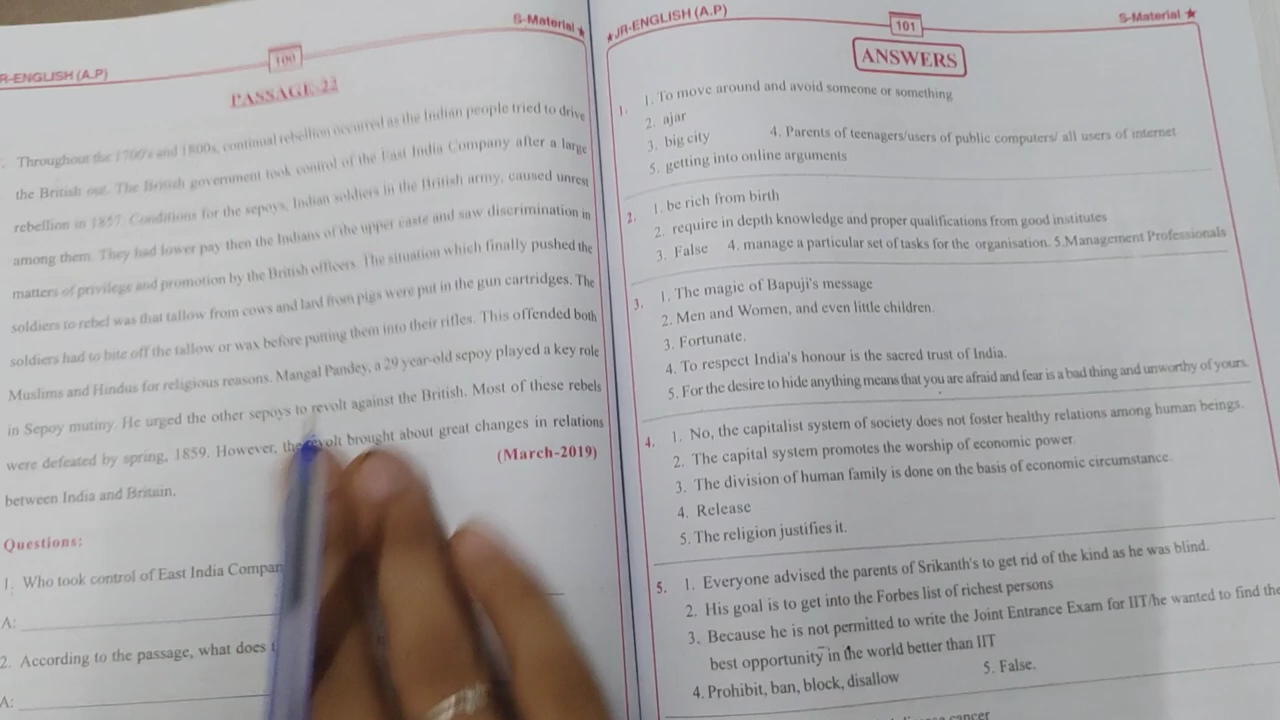 R-ENGLISH (A.P)
100
S-Material ★
PASSAGE-22
Throughout the 1700's and 1800s, continual rebellion occurred as the Indian people tried to drive
the British out. The British government took control of the East India Company after a large
rebellion in 1857. Conditions for the sepoys, Indian soldiers in the British army, caused unrest
among them. They had lower pay then the Indians of the upper caste and saw discrimination in
matters of privilege and promotion by the British officers. The situation which finally pushed the
soldiers to rebel was that tallow from cows and lard from pigs were put in the gun cartridges. The
soldiers had to bite off the tallow or wax before putting them into their rifles. This offended both
Muslims and Hindus for religious reasons. Mangal Pandey, a 29 year-old sepoy played a key role
in Sepoy mutiny. He urged the other sepoys to revolt against the British. Most of these rebels
were defeated by spring, 1859. However, the revolt brought about great changes in relations
between India and Britain.
(March-2019)
Questions:
1. Who took control of East India Compan
A:
2. According to the passage, what does t
A:
★JR-ENGLISH (A.P)
101
S-Material ★
ANSWERS
1. 1. To move around and avoid someone or something
2. ajar
3. big city 4. Parents of teenagers/users of public computers/ all users of internet
5. getting into online arguments
2. 1. be rich from birth
2. require in depth knowledge and proper qualifications from good institutes
3. False 4. manage a particular set of tasks for the organisation. 5.Management Professionals
3. 1. The magic of Bapuji's message
2. Men and Women, and even little children.
3. Fortunate.
4. To respect India's honour is the sacred trust of India.
5. For the desire to hide anything means that you are afraid and fear is a bad thing and unworthy of yours.
4. 1. No, the capitalist system of society does not foster healthy relations among human beings.
2. The capital system promotes the worship of economic power.
3. The division of human family is done on the basis of economic circumstance.
4. Release
5. The religion justifies it.
5. 1. Everyone advised the parents of Srikanth's to get rid of the kind as he was blind.
2. His goal is to get into the Forbes list of richest persons
3. Because he is not permitted to write the Joint Entrance Exam for IIT/he wanted to find the
best opportunity in the world better than IIT
4. Prohibit, ban, block, disallow 5. False.
cancer